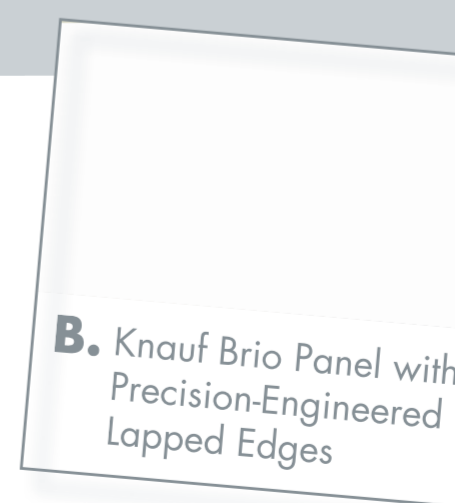 B. Knauf Brio Panel with
Precision-Engineered
Lapped Edges